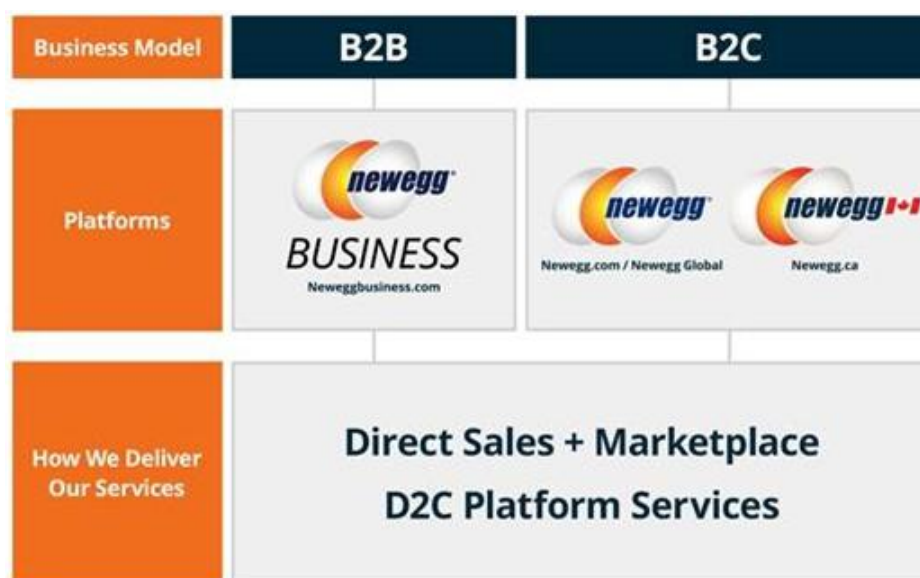 Business Model
B2B
B2C
Platforms
newegg
BUSINESS
Neweggbusiness.com
newegg
Newegg.com / Newegg Global
newegg
Newegg.ca
How We Deliver
Our Services
Direct Sales + Marketplace
D2C Platform Services